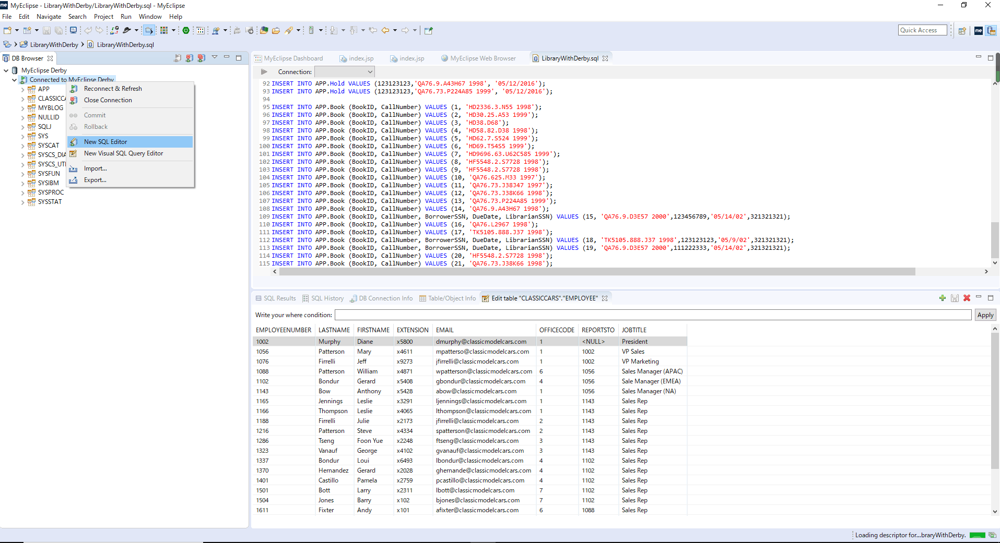 MyEclipse - LibraryWithDerby/LibraryWithDerby.sql - MyEclipse
File Edit Navigate Search Project Run Window Help
Quick Access
LibraryWithDerby LibraryWithDerby.sql
DB Browser
MyEclipse Derby
Connected to MyEclipse Derby
APP
CLASSICCA
MYBLOG
NULLID
SQLJ
SYS
SYSCAT
SYSCS_DIA
SYSCS_UTI
SYSFUN
SYSIBM
SYSPROC
SYSSTAT
Reconnect & Refresh
Close Connection
Commit
Rollback
New SQL Editor
New Visual SQL Query Editor
Import...
Export...
MyEclipse Dashboard index.jsp index.jsp MyEclipse Web Browser LibraryWithDerby.sql
Connection:
92 INSERT INTO APP.Hold VALUES (123123123,'QA76.9.A43H67 1998', '05/12/2016');
93 INSERT INTO APP.Hold VALUES (123123123,'QA76.73.P224A85 1999', '05/12/2016');
94
95 INSERT INTO APP.Book (BookID, CallNumber) VALUES (1, 'HD2336.3.N55 1998');
96 INSERT INTO APP.Book (BookID, CallNumber) VALUES (2, 'HD30.25.A53 1999');
97 INSERT INTO APP.Book (BookID, CallNumber) VALUES (3, 'HD38.D68');
98 INSERT INTO APP.Book (BookID, CallNumber) VALUES (4, 'HD58.82.D38 1998');
99 INSERT INTO APP.Book (BookID, CallNumber) VALUES (5, 'HD62.7.S524 1999');
100 INSERT INTO APP.Book (BookID, CallNumber) VALUES (6, 'HD69.T54S5 1999');
101 INSERT INTO APP.Book (BookID, CallNumber) VALUES (7, 'HD9696.63.U62C585 1999');
102 INSERT INTO APP.Book (BookID, CallNumber) VALUES (8, 'HF5548.2.S7728 1998');
103 INSERT INTO APP.Book (BookID, CallNumber) VALUES (9, 'HF5548.2.S7728 1998');
104 INSERT INTO APP.Book (BookID, CallNumber) VALUES (10, 'QA76.625.M33 1997');
105 INSERT INTO APP.Book (BookID, CallNumber) VALUES (11, 'QA76.73.J38J47 1997');
106 INSERT INTO APP.Book (BookID, CallNumber) VALUES (12, 'QA76.73.J38K66 1998');
107 INSERT INTO APP.Book (BookID, CallNumber) VALUES (13, 'QA76.73.P224A85 1999');
108 INSERT INTO APP.Book (BookID, CallNumber) VALUES (14, 'QA76.9.A43H67 1998');
109 INSERT INTO APP.Book (BookID, CallNumber, BorrowerSSN, DueDate, LibrarianSSN) VALUES (15, 'QA76.9.D3E57 2000',123456789,'05/14/02',321321321);
110 INSERT INTO APP.Book (BookID, CallNumber) VALUES (16, 'QA76.L2967 1998');
111 INSERT INTO APP.Book (BookID, CallNumber) VALUES (17, 'TK5105.888.J37 1998');
112 INSERT INTO APP.Book (BookID, CallNumber, BorrowerSSN, DueDate, LibrarianSSN) VALUES (18, 'TK5105.888.J37 1998',123123123,'05/9/02',321321321);
113 INSERT INTO APP.Book (BookID, CallNumber, BorrowerSSN, DueDate, LibrarianSSN) VALUES (19, 'QA76.9.D3E57 2000',111222333,'05/14/02',321321321);
114 INSERT INTO APP.Book (BookID, CallNumber) VALUES (20, 'HF5548.2.S7728 1998');
115 INSERT INTO APP.Book (BookID, CallNumber) VALUES (21, 'QA76.73.J38K66 1998');
SQL Results SQL History DB Connection Info Table/Object Info Edit table "CLASSICCARS"."EMPLOYEE"
Write your where condition: Apply
EMPLOYEENUMBER LASTNAME FIRSTNAME EXTENSION EMAIL OFFICECODE REPORTSTO JOBTITLE
1002 Murphy Diane x5800 dmurphy@classicmodelcars.com 1 <NULL> President
1056 Patterson Mary x4611 mpatterso@classicmodelcars.com 1 1002 VP Sales
1076 Firrelli Jeff x9273 jfirrelli@classicmodelcars.com 1 1002 VP Marketing
1088 Patterson William x4871 wpatterson@classicmodelcars.com 6 1056 Sales Manager (APAC)
1102 Bondur Gerard x5408 gbondur@classicmodelcars.com 4 1056 Sale Manager (EMEA)
1143 Bow Anthony x5428 abow@classicmodelcars.com 1 1056 Sales Manager (NA)
1165 Jennings Leslie x3291 ljennings@classicmodelcars.com 1 1143 Sales Rep
1166 Thompson Leslie x4065 lthompson@classicmodelcars.com 1 1143 Sales Rep
1188 Firrelli Julie x2173 jfirrelli@classicmodelcars.com 2 1143 Sales Rep
1216 Patterson Steve x4334 spatterson@classicmodelcars.com 2 1143 Sales Rep
1286 Tseng Foon Yue x2248 ftseng@classicmodelcars.com 3 1143 Sales Rep
1323 Vanauf George x4102 gvanauf@classicmodelcars.com 3 1143 Sales Rep
1337 Bondur Loui x6493 lbondur@classicmodelcars.com 4 1102 Sales Rep
1370 Hernandez Gerard x2028 ghernande@classicmodelcars.com 4 1102 Sales Rep
1401 Castillo Pamela x2759 pcastillo@classicmodelcars.com 4 1102 Sales Rep
1501 Bott Larry x2311 lbott@classicmodelcars.com 7 1102 Sales Rep
1504 Jones Barry x102 bjones@classicmodelcars.com 7 1102 Sales Rep
1611 Fixter Andy x101 afixter@classicmodelcars.com 6 1088 Sales Rep
Loading descriptor for...braryWithDerby.